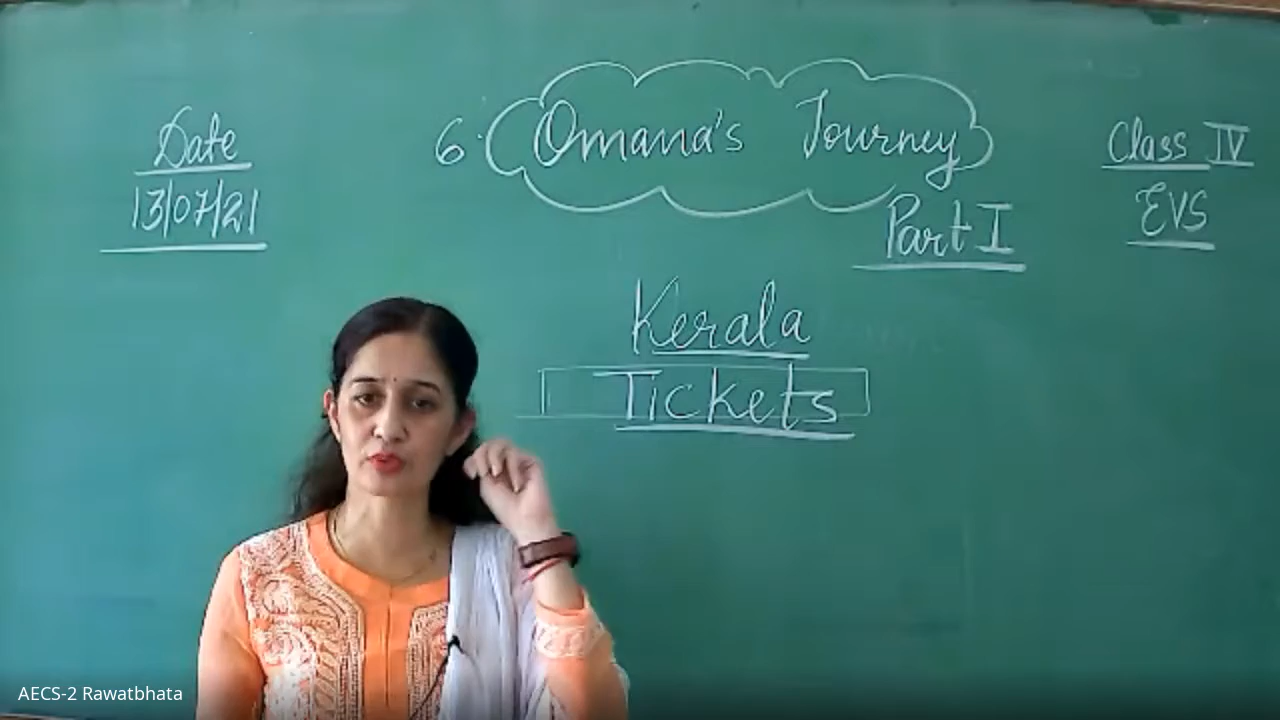 Date
13/07/21
6. Omana's Journey
Part I
Class IV
EVS
Kerala
Tickets
AECS-2 Rawatbhata